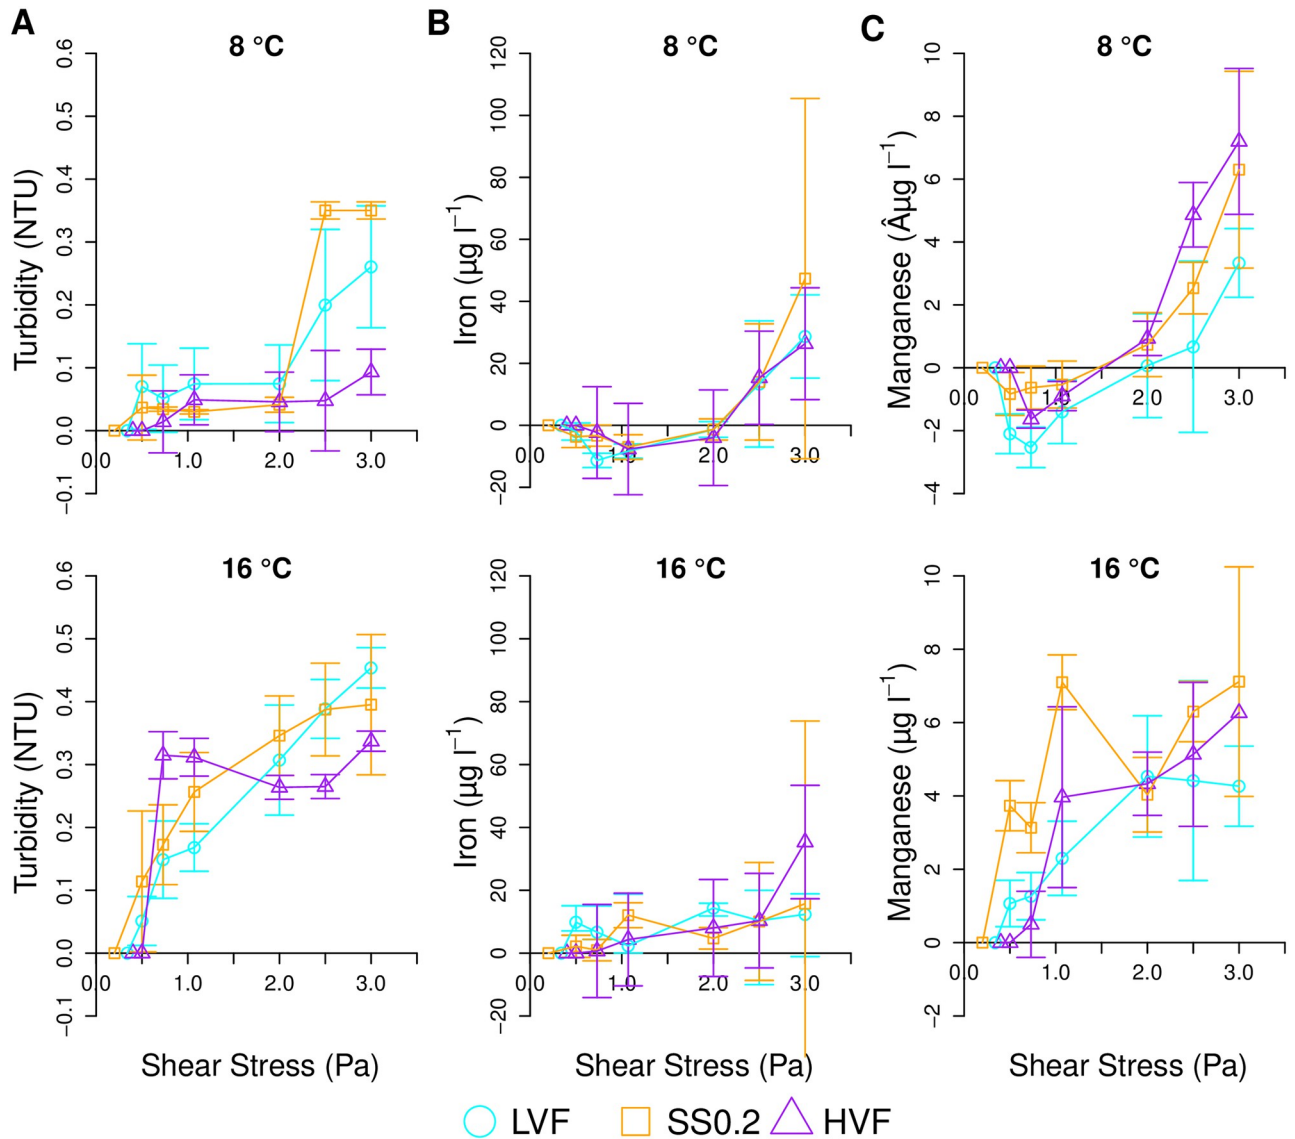 A
8 °C
Turbidity (NTU)
0.6
0.5
0.4
0.3
0.2
0.1
0.0
−0.1
0.0 1.0 2.0 3.0
B
8 °C
Iron (µg l−1)
120
100
80
60
40
20
0
−20
0.0 1.0 2.0 3.0
C
8 °C
Manganese (Âµg l−1)
10
8
6
4
2
0
−2
−4
0.0 1.0 2.0 3.0
16 °C
Turbidity (NTU)
0.6
0.5
0.4
0.3
0.2
0.1
0.0
−0.1
0.0 1.0 2.0 3.0
Shear Stress (Pa)
16 °C
Iron (µg l−1)
120
100
80
60
40
20
0
−20
0.0 1.0 2.0 3.0
Shear Stress (Pa)
16 °C
Manganese (µg l−1)
10
8
6
4
2
0
−2
0.0 1.0 2.0 3.0
Shear Stress (Pa)
LVF SS0.2 HVF